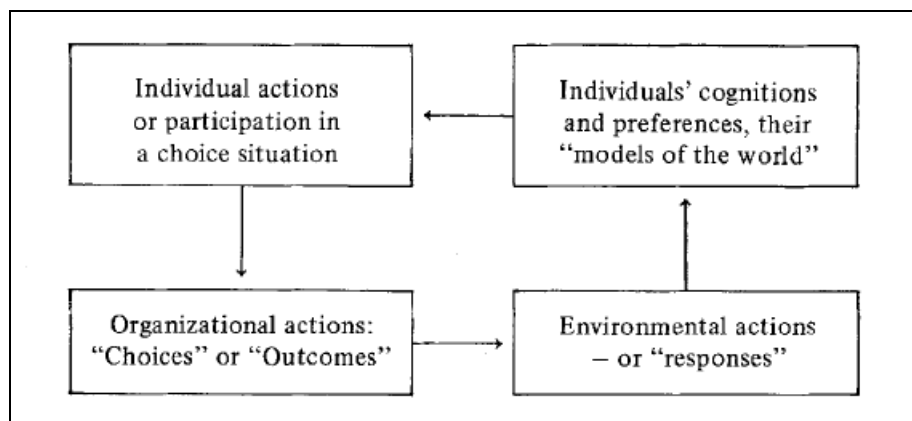 Individual actions
or participation in
a choice situation
Individuals’ cognitions
and preferences, their
“models of the world”
Organizational actions:
“Choices” or “Outcomes”
Environmental actions
– or “responses”